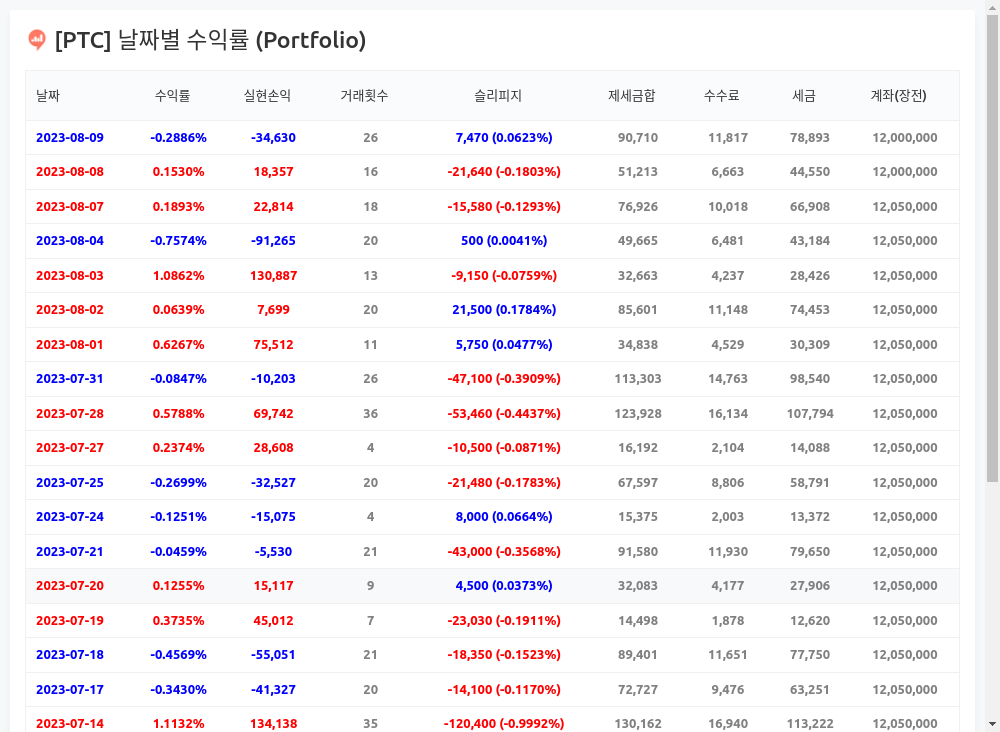 [PTC] 날짜별 수익률 (Portfolio)
날짜 수익률 실현손익 거래횟수 슬리피지 제세금합 수수료 세금 계좌(장전)
2023-08-09 -0.2886% -34,630 26 7,470 (0.0623%) 90,710 11,817 78,893 12,000,000
2023-08-08 0.1530% 18,357 16 -21,640 (-0.1803%) 51,213 6,663 44,550 12,000,000
2023-08-07 0.1893% 22,814 18 -15,580 (-0.1293%) 76,926 10,018 66,908 12,050,000
2023-08-04 -0.7574% -91,265 20 500 (0.0041%) 49,665 6,481 43,184 12,050,000
2023-08-03 1.0862% 130,887 13 -9,150 (-0.0759%) 32,663 4,237 28,426 12,050,000
2023-08-02 0.0639% 7,699 20 21,500 (0.1784%) 85,601 11,148 74,453 12,050,000
2023-08-01 0.6267% 75,512 11 5,750 (0.0477%) 34,838 4,529 30,309 12,050,000
2023-07-31 -0.0847% -10,203 26 -47,100 (-0.3909%) 113,303 14,763 98,540 12,050,000
2023-07-28 0.5788% 69,742 36 -53,460 (-0.4437%) 123,928 16,134 107,794 12,050,000
2023-07-27 0.2374% 28,608 4 -10,500 (-0.0871%) 16,192 2,104 14,088 12,050,000
2023-07-25 -0.2699% -32,527 20 -21,480 (-0.1783%) 67,597 8,806 58,791 12,050,000
2023-07-24 -0.1251% -15,075 4 8,000 (0.0664%) 15,375 2,003 13,372 12,050,000
2023-07-21 -0.0459% -5,530 21 -43,000 (-0.3568%) 91,580 11,930 79,650 12,050,000
2023-07-20 0.1255% 15,117 9 4,500 (0.0373%) 32,083 4,177 27,906 12,050,000
2023-07-19 0.3735% 45,012 7 -23,030 (-0.1911%) 14,498 1,878 12,620 12,050,000
2023-07-18 -0.4569% -55,051 21 -18,350 (-0.1523%) 89,401 11,651 77,750 12,050,000
2023-07-17 -0.3430% -41,327 20 -14,100 (-0.1170%) 72,727 9,476 63,251 12,050,000
2023-07-14 1.1132% 134,138 35 -120,400 (-0.9992%) 130,162 16,940 113,222 12,050,000